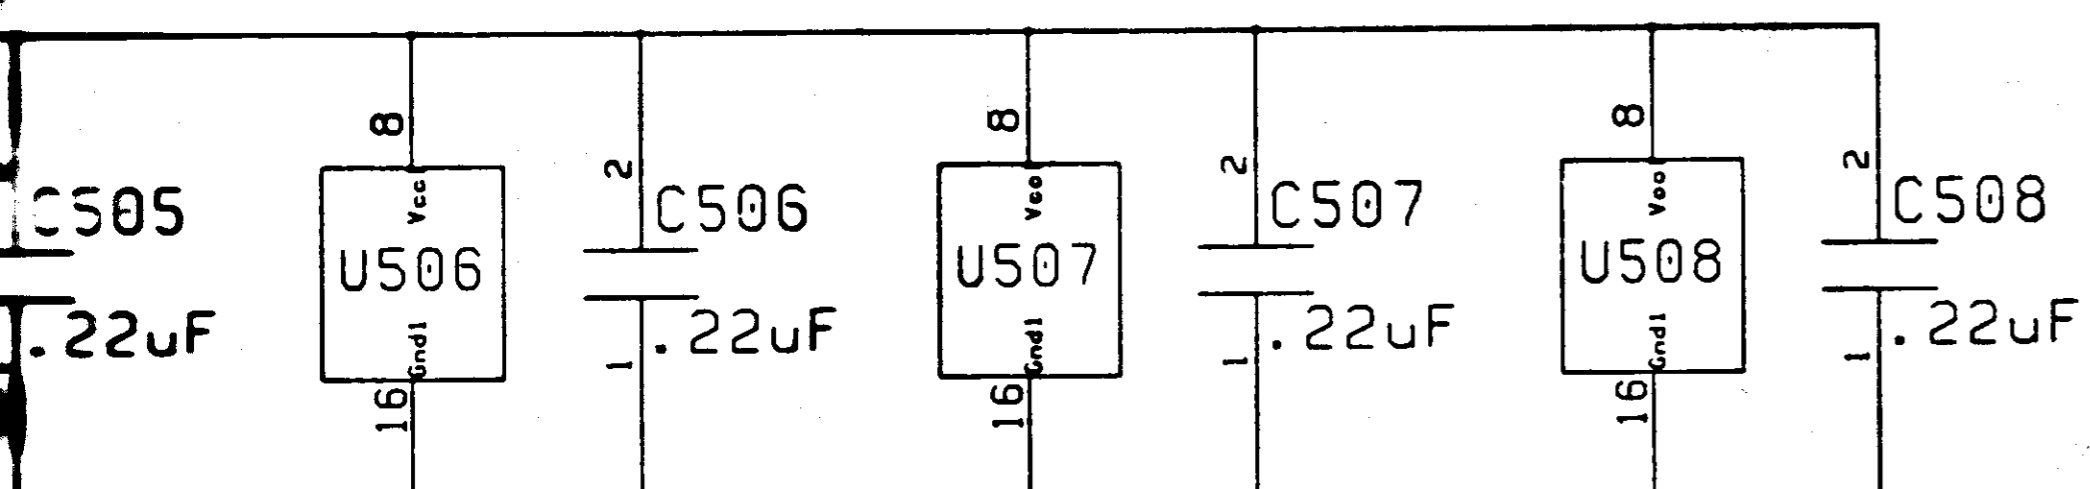 8
8
8
2
2
2
C505
Vcc
C506
Vcc
C507
Vcc
C508
U506
U507
U508
.22uF
Gnd1
1
.22uF
Gnd1
1
.22uF
Gnd1
1
.22uF
16
16
16